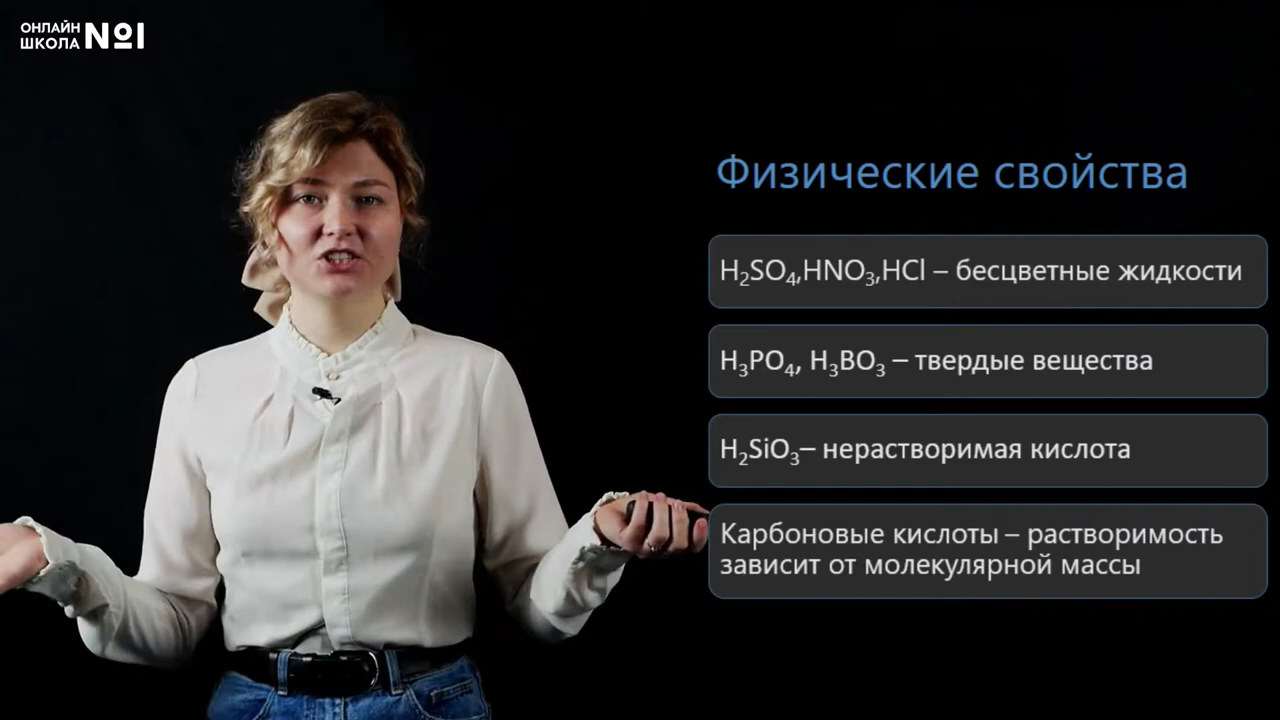 ОНЛАЙН
ШКОЛА №1
Физические свойства
H₂SO₄,HNO₃,HCl – бесцветные жидкости
H₃PO₄, H₃BO₃ – твердые вещества
H₂SiO₃– нерастворимая кислота
Карбоновые кислоты – растворимость
зависит от молекулярной массы